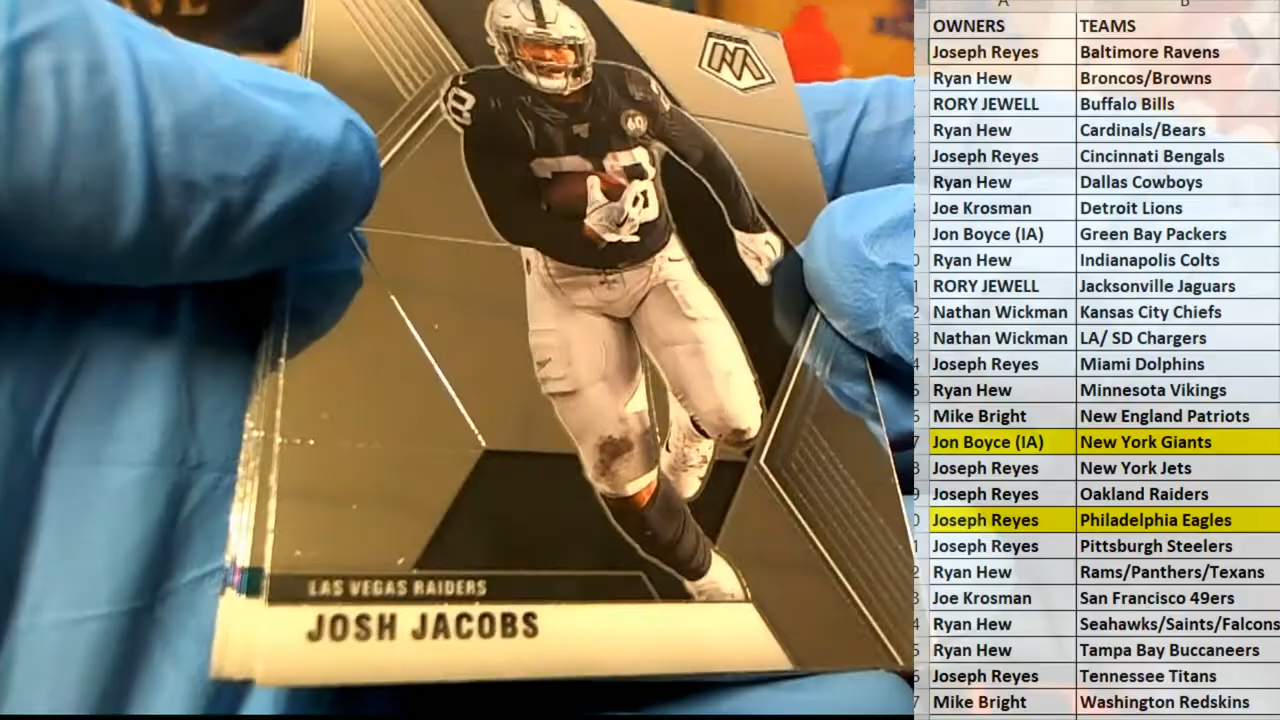 LAS VEGAS RAIDERS
JOSH JACOBS
A B
OWNERS TEAMS
Joseph Reyes Baltimore Ravens
Ryan Hew Broncos/Browns
RORY JEWELL Buffalo Bills
Ryan Hew Cardinals/Bears
Joseph Reyes Cincinnati Bengals
Ryan Hew Dallas Cowboys
Joe Krosman Detroit Lions
Jon Boyce (IA) Green Bay Packers
Ryan Hew Indianapolis Colts
RORY JEWELL Jacksonville Jaguars
Nathan Wickman Kansas City Chiefs
Nathan Wickman LA/ SD Chargers
Joseph Reyes Miami Dolphins
Ryan Hew Minnesota Vikings
Mike Bright New England Patriots
Jon Boyce (IA) New York Giants
Joseph Reyes New York Jets
Joseph Reyes Oakland Raiders
Joseph Reyes Philadelphia Eagles
Joseph Reyes Pittsburgh Steelers
Ryan Hew Rams/Panthers/Texans
Joe Krosman San Francisco 49ers
Ryan Hew Seahawks/Saints/Falcons
Ryan Hew Tampa Bay Buccaneers
Joseph Reyes Tennessee Titans
Mike Bright Washington Redskins